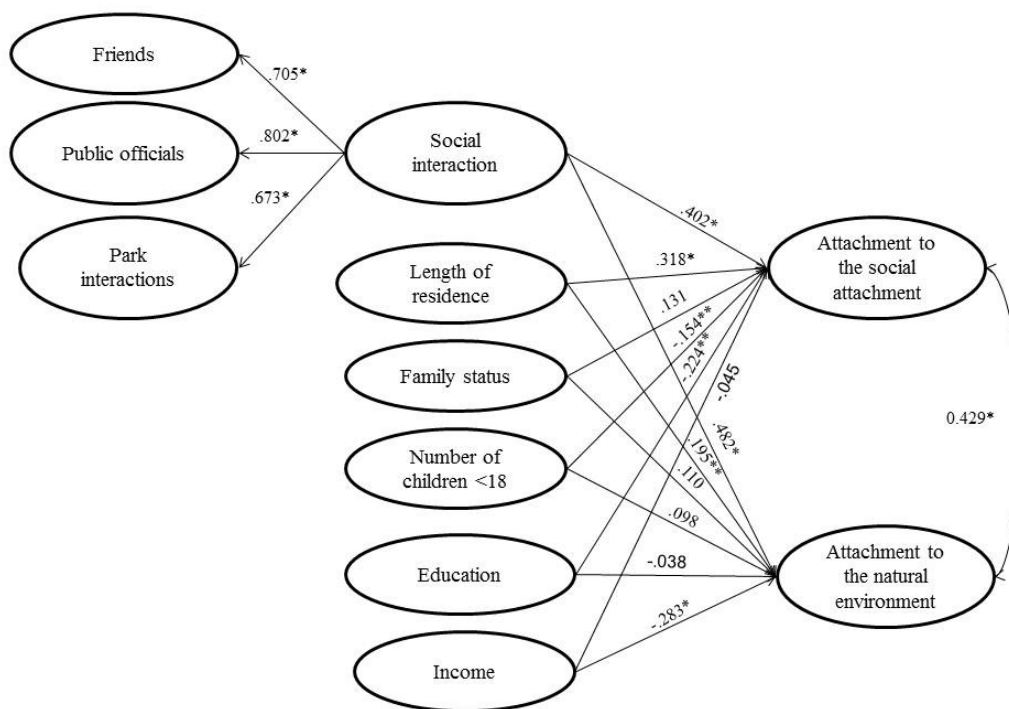 Friends
.705*
Public officials
.802*
Park
interactions
.673*
Social
interaction
Length of
residence
Family status
Number of
children <18
Education
Income
.402*
.318*
.131
-.154**
-.224**
-.045
.482*
.195**
.110
.098
-.038
-.283*
Attachment to
the social
attachment
0.429*
Attachment to
the natural
environment